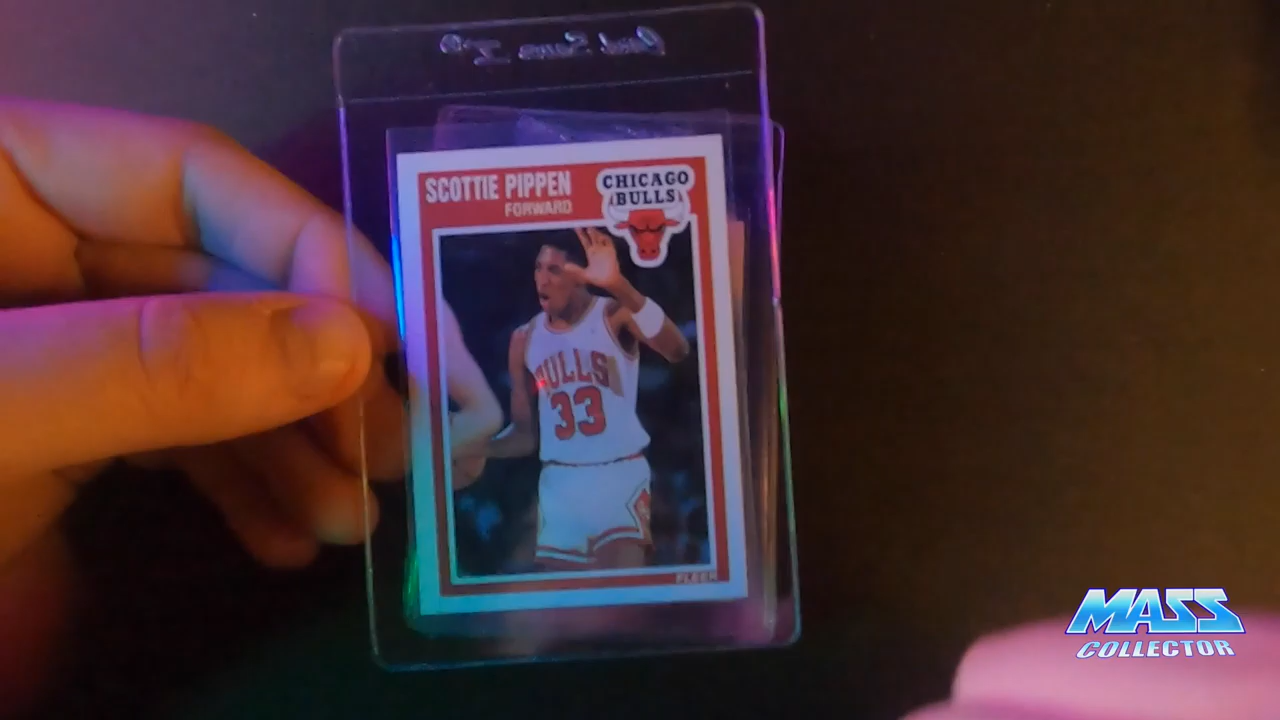 SCOTTIE PIPPEN
FORWARD
CHICAGO
BULLS
BULLS
33
FLEER
MASS
COLLECTOR